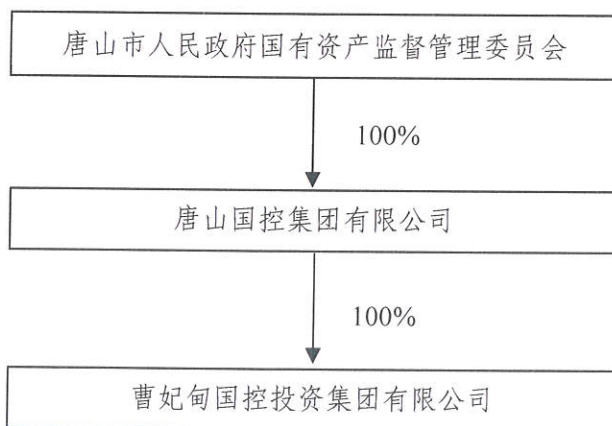 唐山市人民政府国有资产监督管理委员会
100%
唐山国控集团有限公司
100%
曹妃甸国控投资集团有限公司